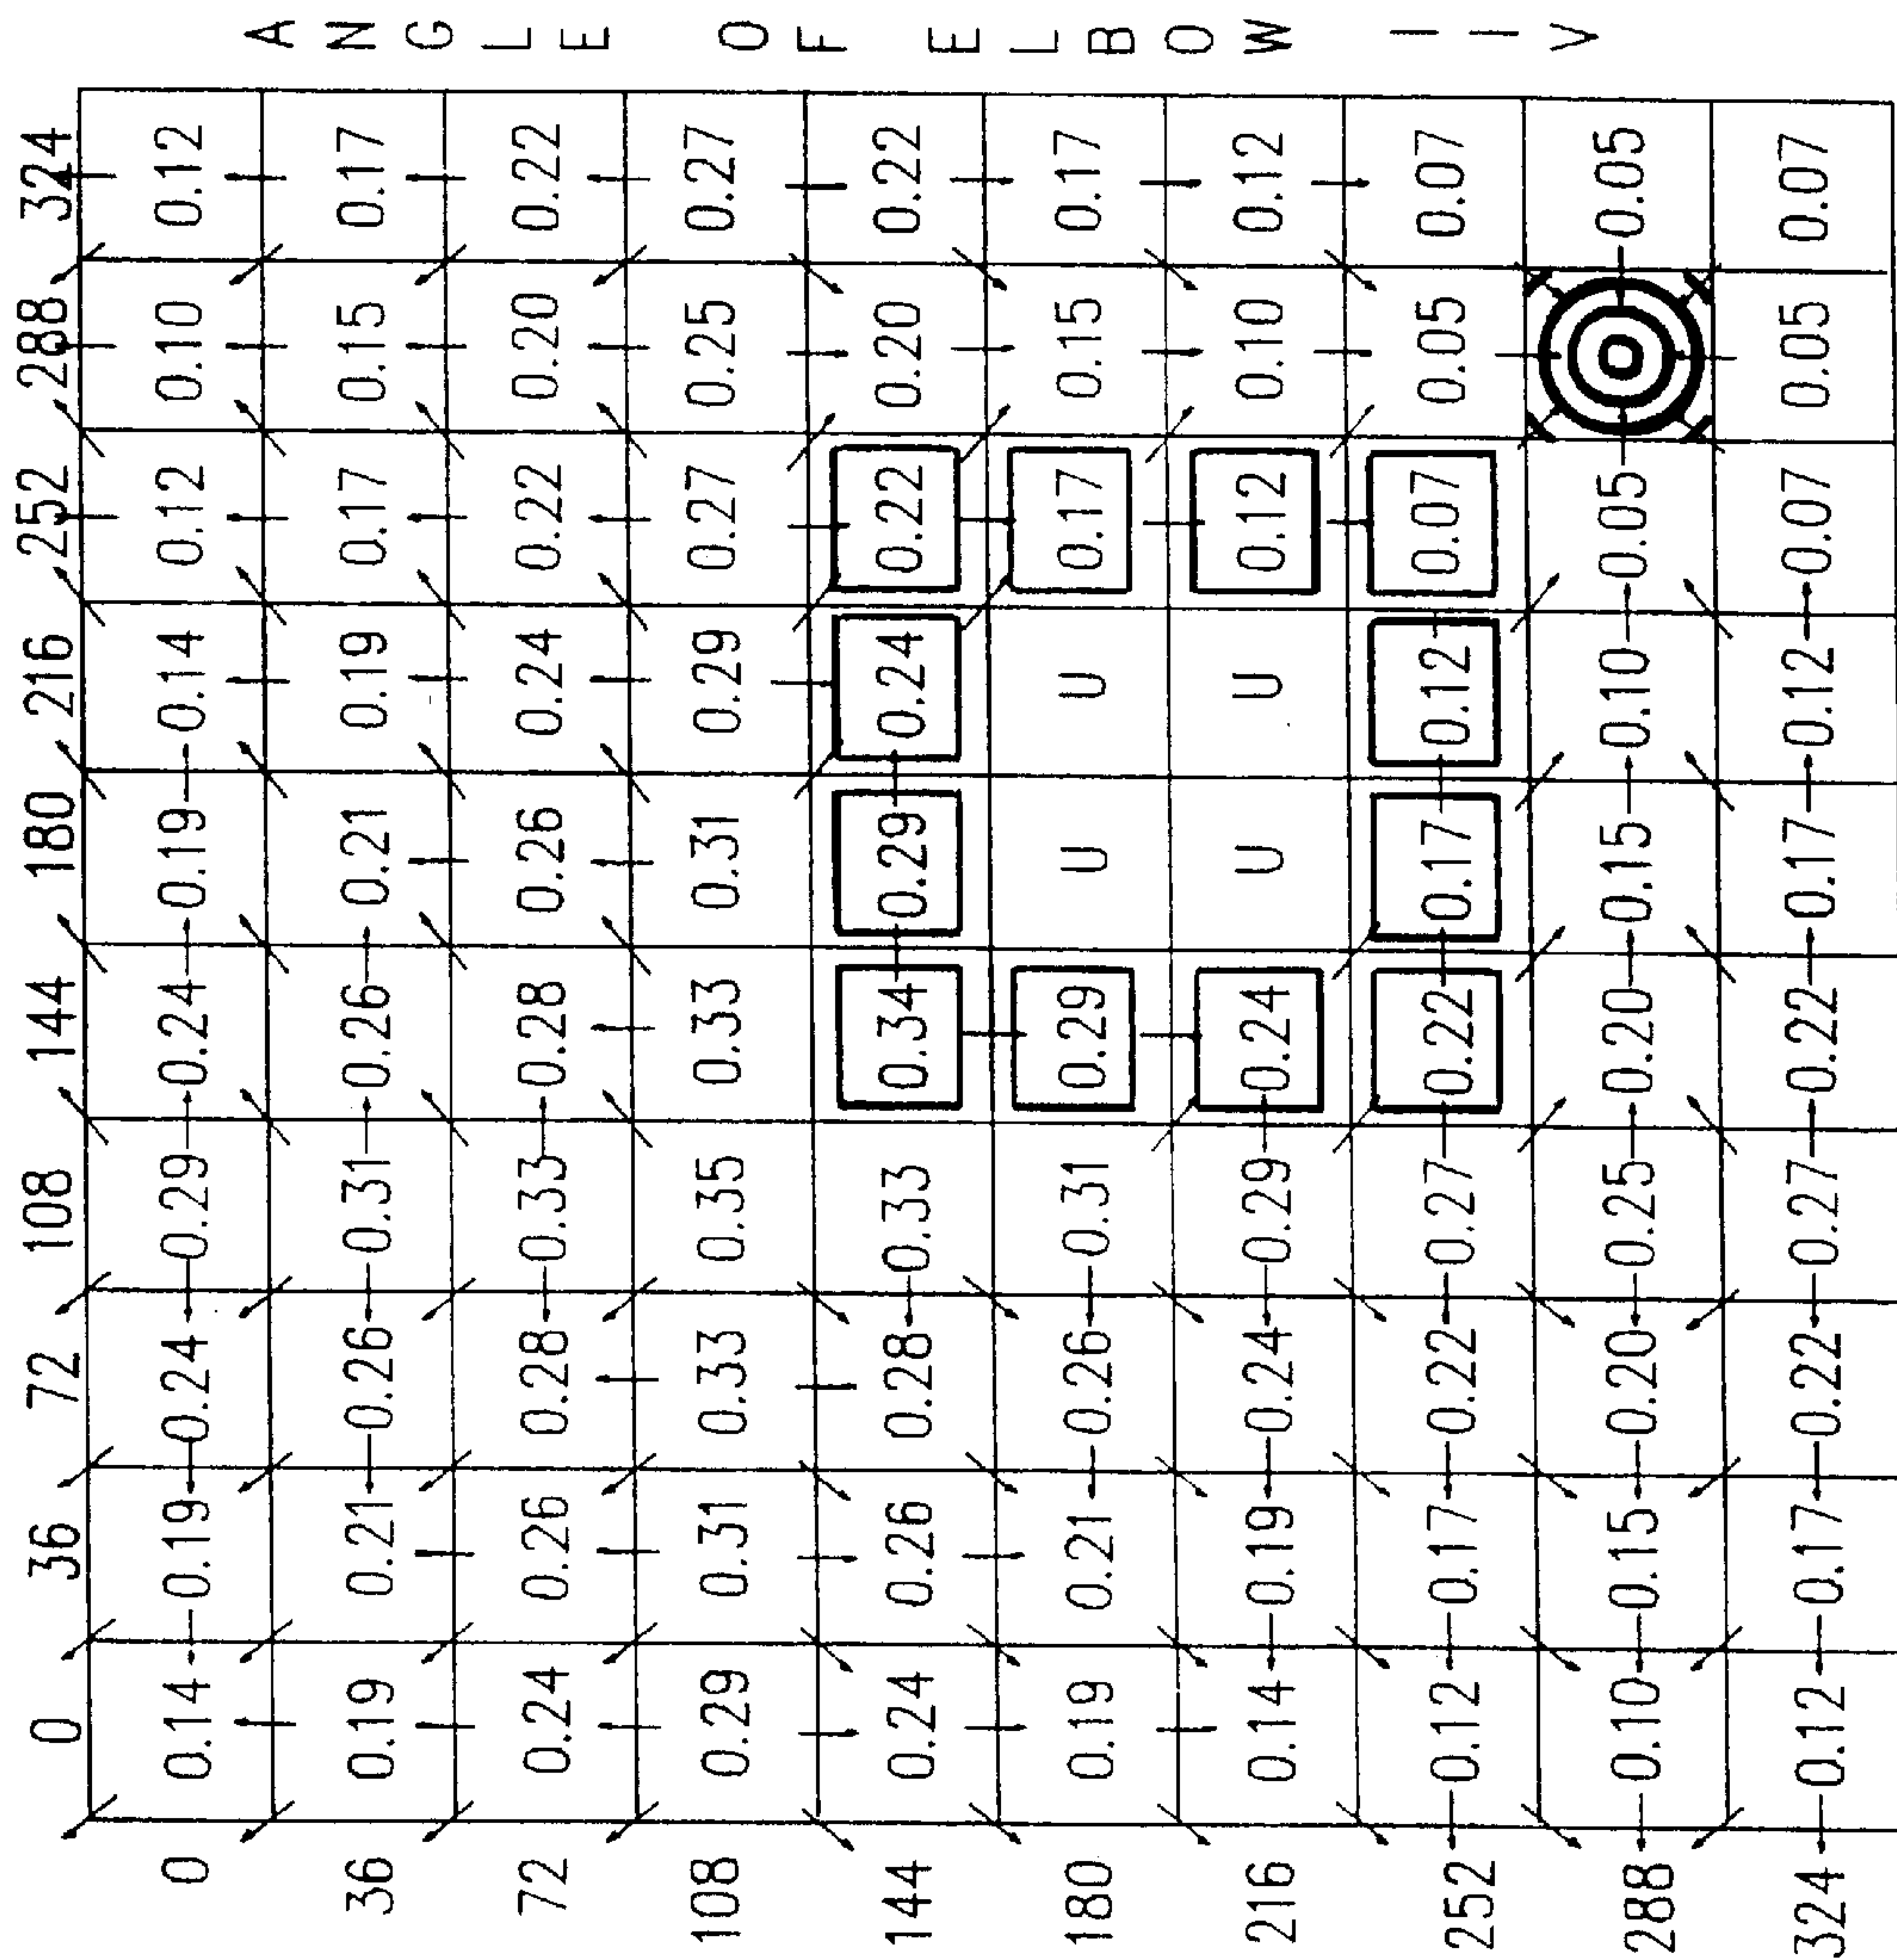 0 36 72 108 144 180 216 252 288 324
0 0.14 0.19 0.24 0.29 0.24 0.19 0.14 0.12 0.10 0.12
36 0.19 0.21 0.26 0.31 0.26 0.21 0.19 0.17 0.15 0.17
72 0.24 0.26 0.28 0.33 0.28 0.26 0.24 0.22 0.20 0.22
108 0.29 0.31 0.33 0.35 0.33 0.31 0.29 0.27 0.25 0.27
144 0.24 0.26 0.28 0.33 0.34 0.29 0.24 0.22 0.20 0.22
180 0.19 0.21 0.26 0.31 0.29 U U 0.17 0.15 0.17
216 0.14 0.19 0.24 0.29 0.24 U U 0.12 0.10 0.12
252 0.12 0.17 0.22 0.27 0.22 0.17 0.12 0.07 0.05 0.07
288 0.10 0.15 0.20 0.25 0.20 0.15 0.10 0.05 0.05
324 0.12 0.17 0.22 0.27 0.22 0.17 0.12 0.07 0.05 0.07
ANGLE OF ELBOW IIV